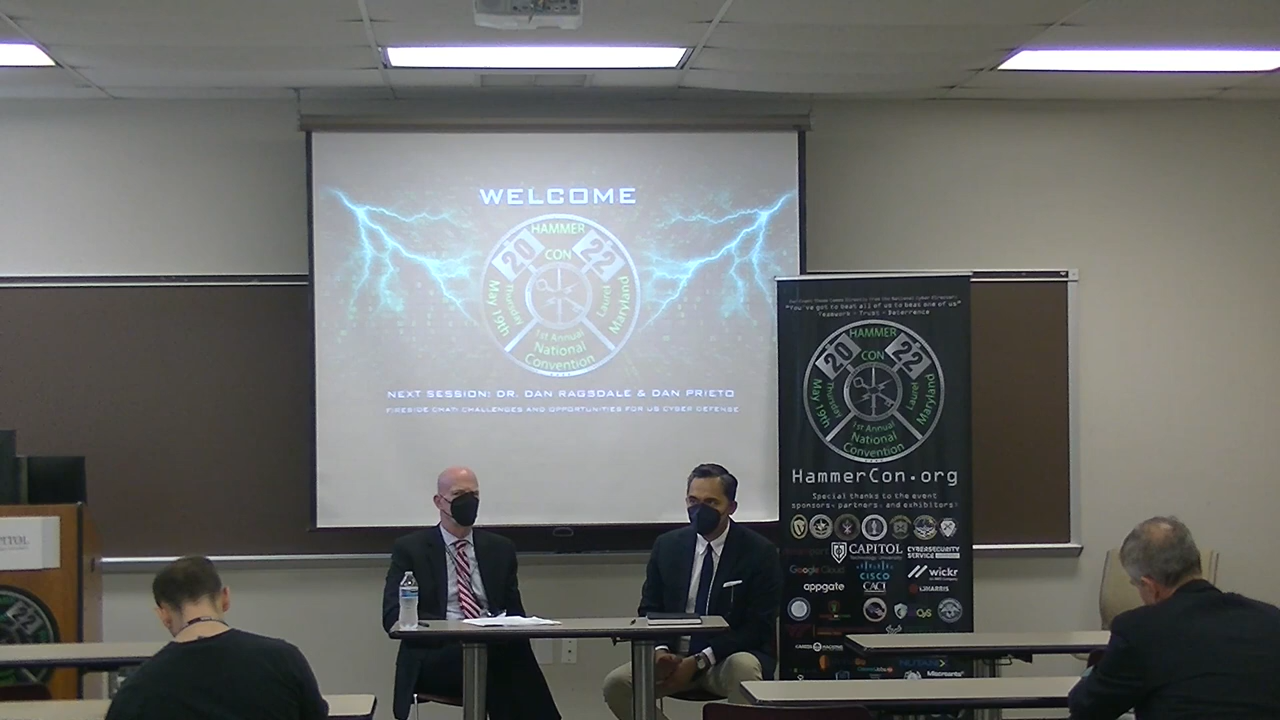 WELCOME
HAMMER
CON
20 22
May 19th
Thursday
Laurel
Maryland
1st Annual
National
Convention
NEXT SESSION: DR. DAN RAGSDALE & DAN PRIETO
FIRESIDE CHAT: CHALLENGES AND OPPORTUNITIES FOR US CYBER DEFENSE
"You've got to beat all of us to beat one of us"
Teamwork - Trust - Deterrence
HAMMER
CON
20 22
May 19th
Thursday
Laurel
Maryland
1st Annual
National
Convention
HammerCon.org
Special thanks to the event
sponsors, partners, and exhibitors!
CAPITOL
CYBERSECURITY
SERVICE
Google Cloud
CISCO
wickr
appgate
CACI
L3HARRIS